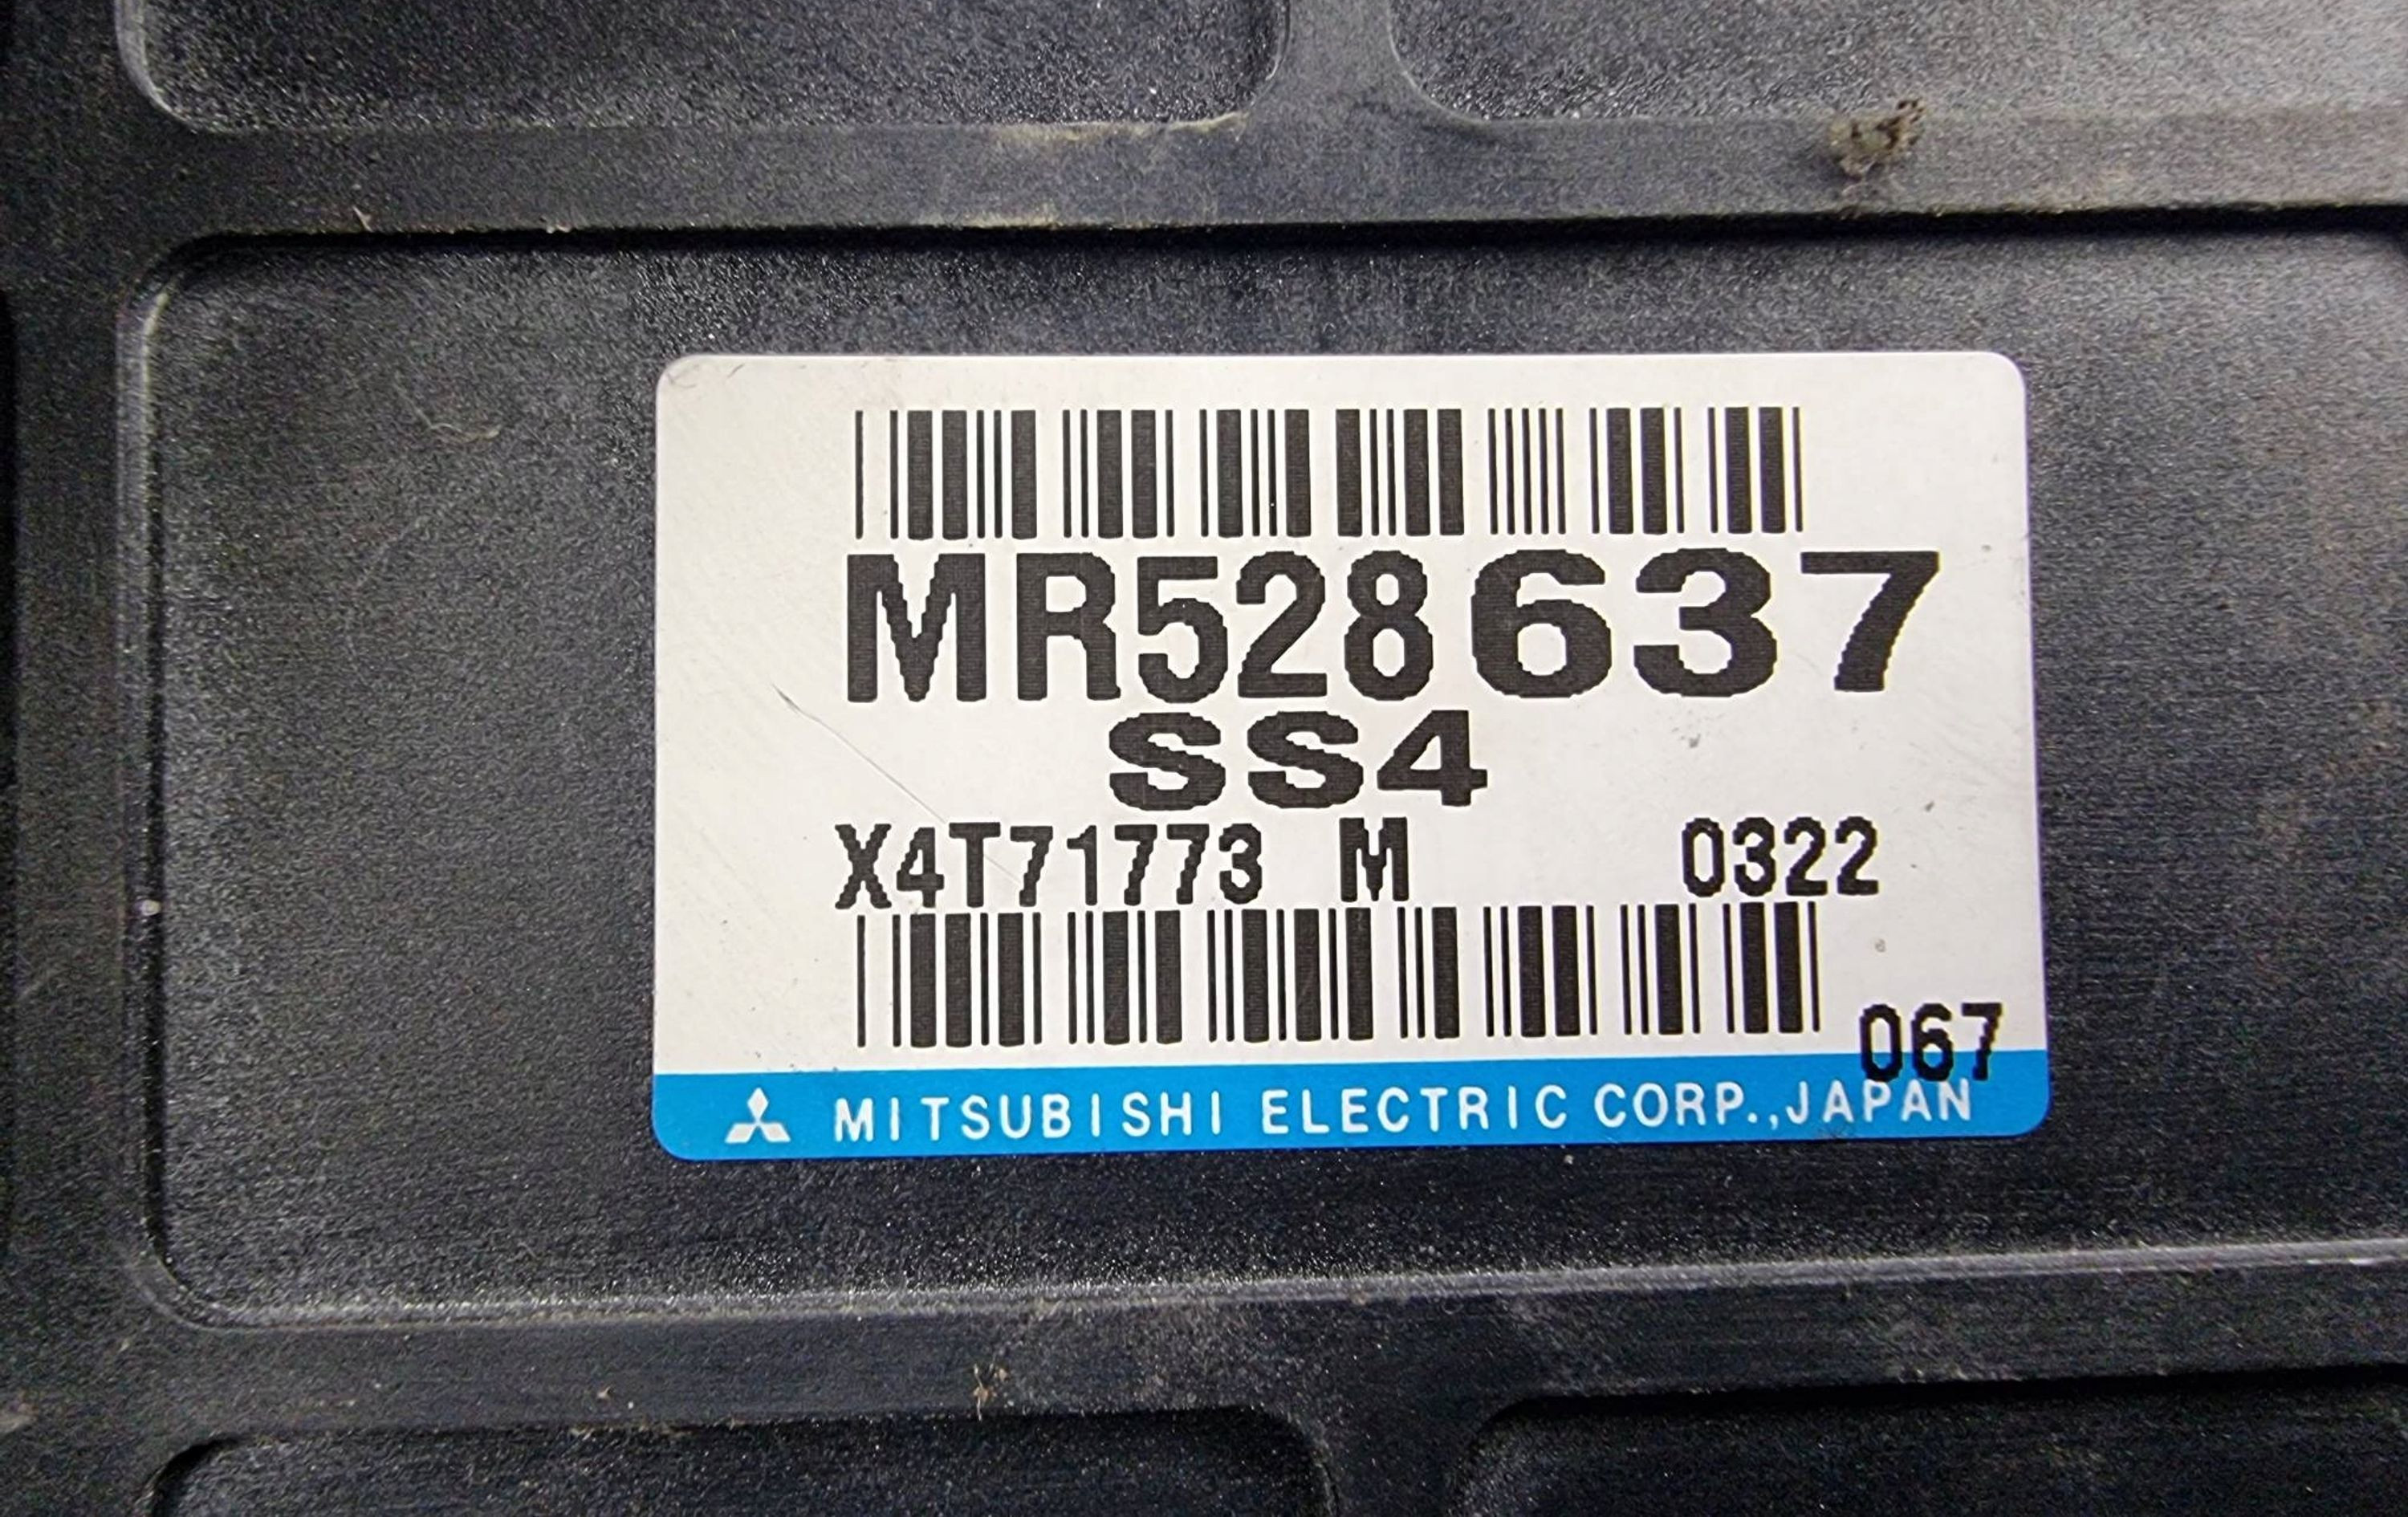 MR528637
SS4
X4T71773 M 0322
067
MITSUBISHI ELECTRIC CORP.,JAPAN